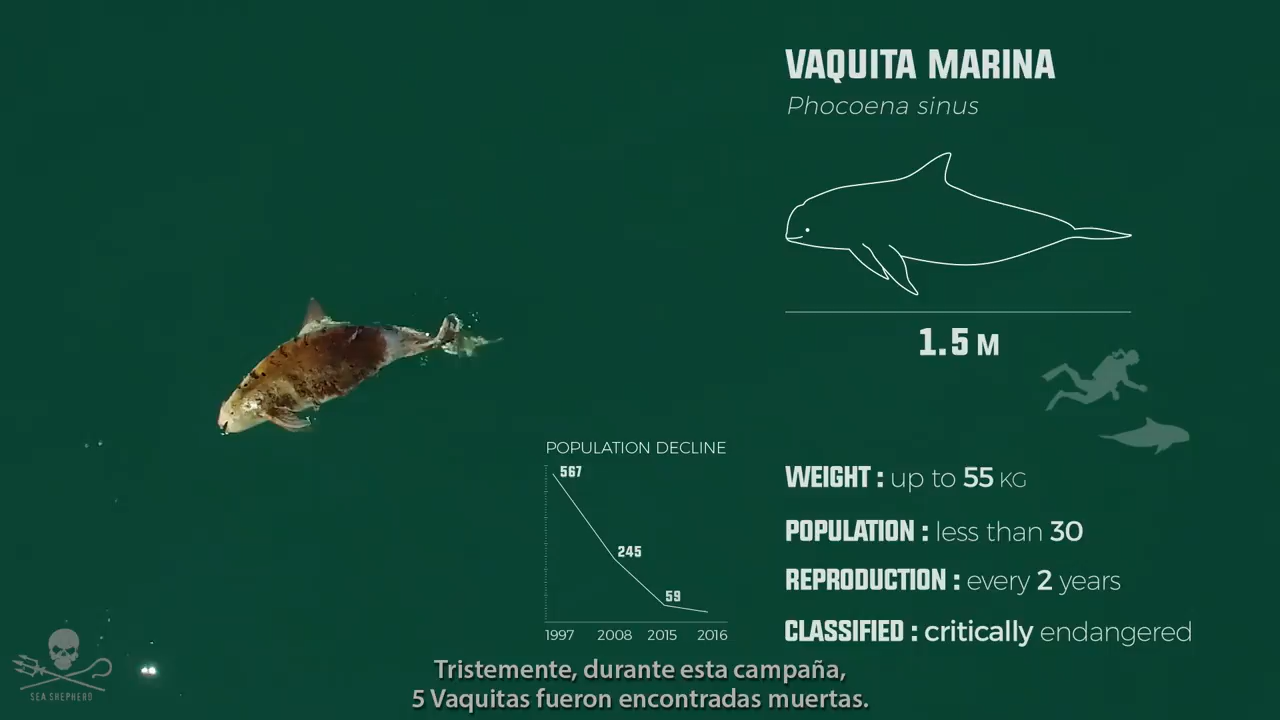 VAQUITA MARINA
Phocoena sinus
1.5 M
POPULATION DECLINE
567
245
59
1997 2008 2015 2016
WEIGHT : up to 55 KG
POPULATION : less than 30
REPRODUCTION : every 2 years
CLASSIFIED : critically endangered
SEA SHEPHERD
Tristemente, durante esta campaña,
5 Vaquitas fueron encontradas muertas.